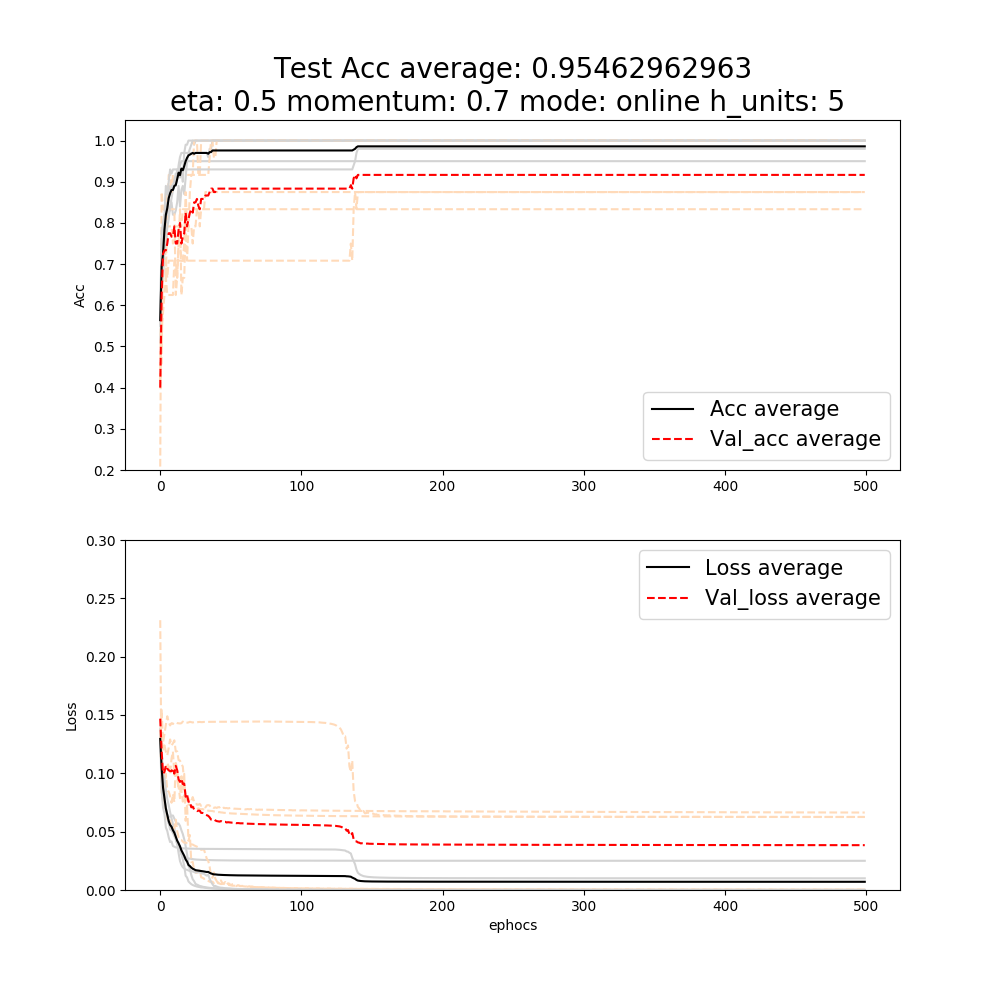 Test Acc average: 0.95462962963
eta: 0.5 momentum: 0.7 mode: online h_units: 5
1.0
0.9
0.8
0.7
0.6
0.5
0.4
0.3
0.2
Acc
Acc average
Val_acc average
0 100 200 300 400 500
0.30
0.25
0.20
0.15
0.10
0.05
0.00
Loss
Loss average
Val_loss average
0 100 200 300 400 500
ephocs